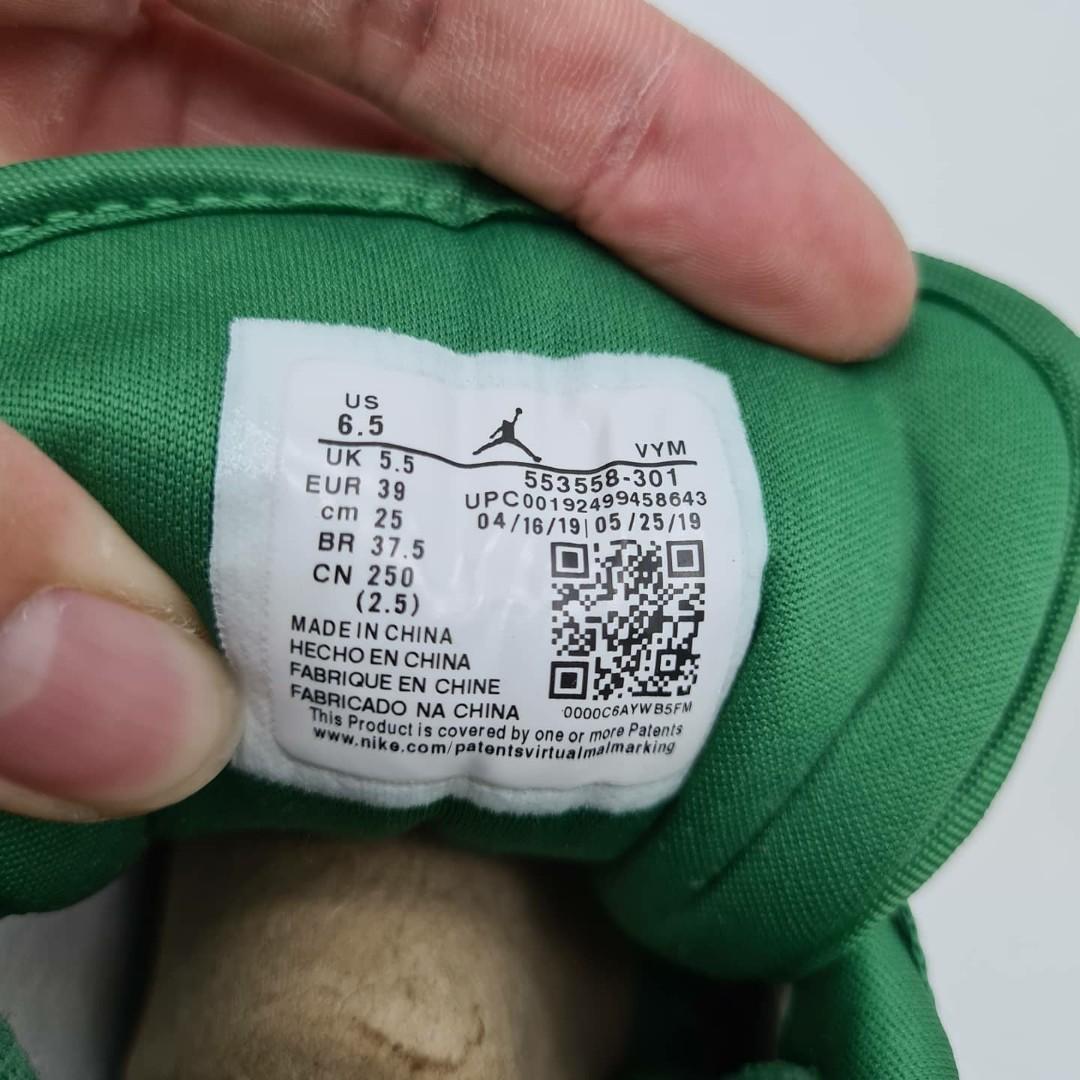 US
6.5
VYM
UK 5.5
553558-301
EUR 39
UPC00192499458643
cm 25
04/16/19|05/25/19
BR 37.5
CN 250
(2.5)
MADE IN CHINA
HECHO EN CHINA
FABRIQUE EN CHINE
FABRICADO NA CHINA
0000C6AYWB5FM
This Product is covered by one or more Patents
www.nike.com/patentsvirtualmalmarking